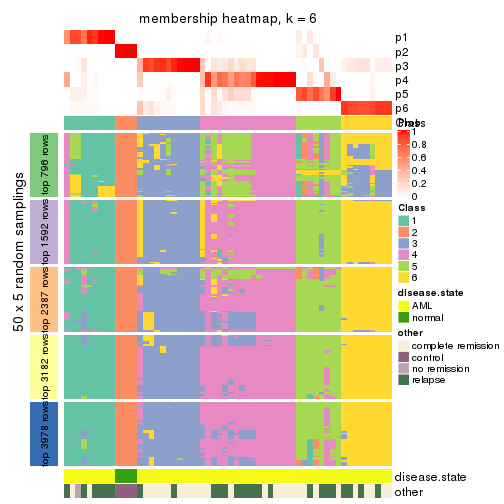 membership heatmap, k = 6
p1
p2
p3
p4
p5
p6
Class
Prob
1
0.8
0.6
0.4
0.2
0
Class
1
2
3
4
5
6
disease.state
AML
normal
other
complete remission
control
no remission
relapse
50 x 5 random samplings
top 796 rows
top 1592 rows
top 2387 rows
top 3182 rows
top 3978 rows
disease.state
other